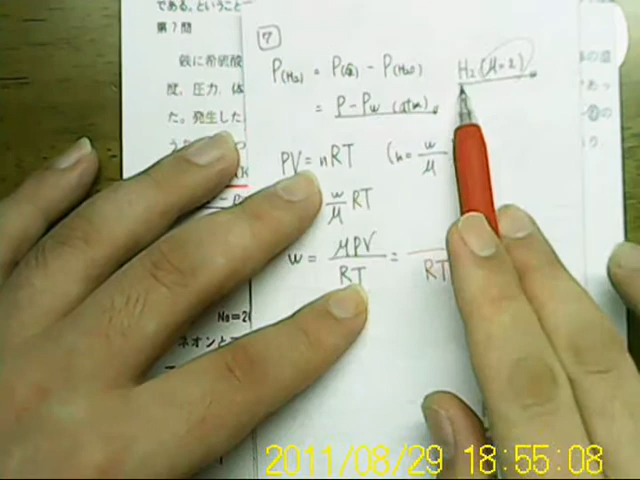 である。ということ
第7問
鉄に希硫酸
度,圧力,体
た。発生した
7
P(H₂) = P(全) - P(H₂O)
H₂(M=2)
= P - Pw (atm)
PV = nRT (n = w/M
w/M RT
w = MPV/RT =
RT
Ne=20
ネオンと
2011/08/29 18:55:08